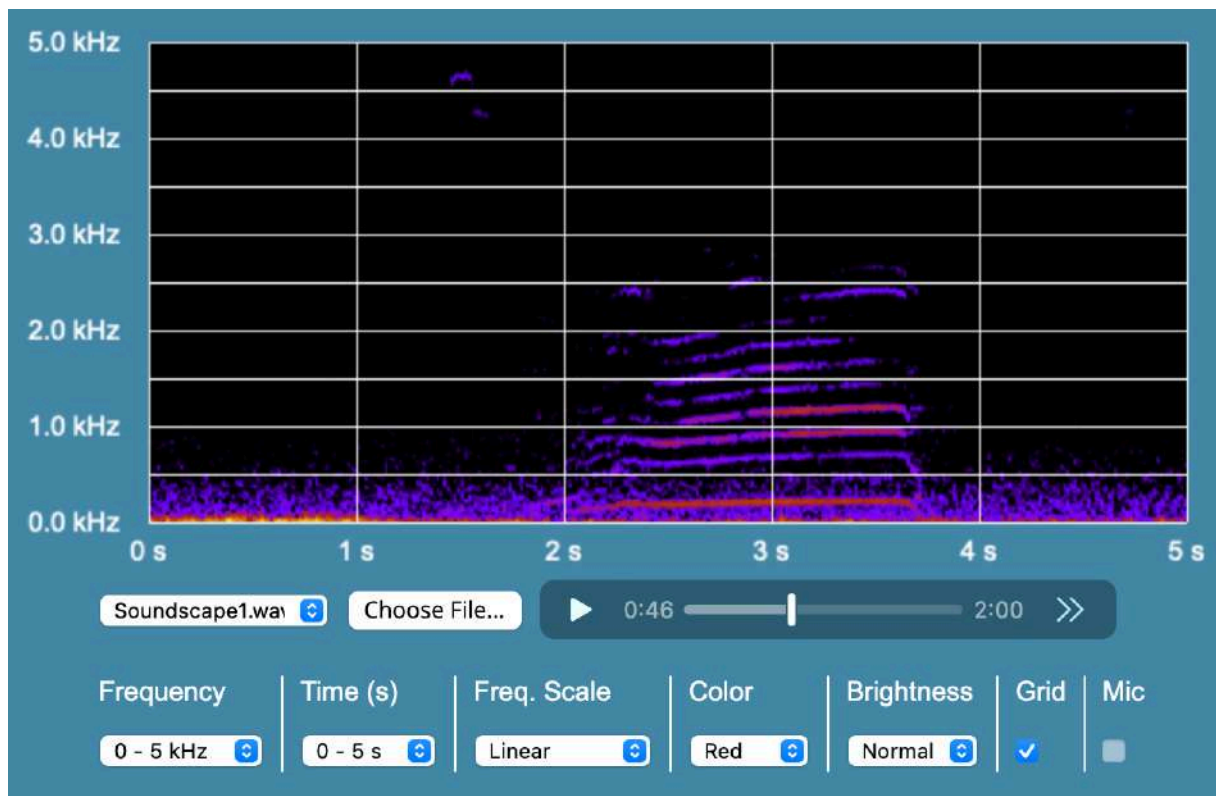 5.0 kHz
4.0 kHz
3.0 kHz
2.0 kHz
1.0 kHz
0.0 kHz
0 s 1 s 2 s 3 s 4 s 5 s
Soundscape1.wav Choose File... 0:46 2:00
Frequency Time (s) Freq. Scale Color Brightness Grid Mic
0 - 5 kHz 0 - 5 s Linear Red Normal